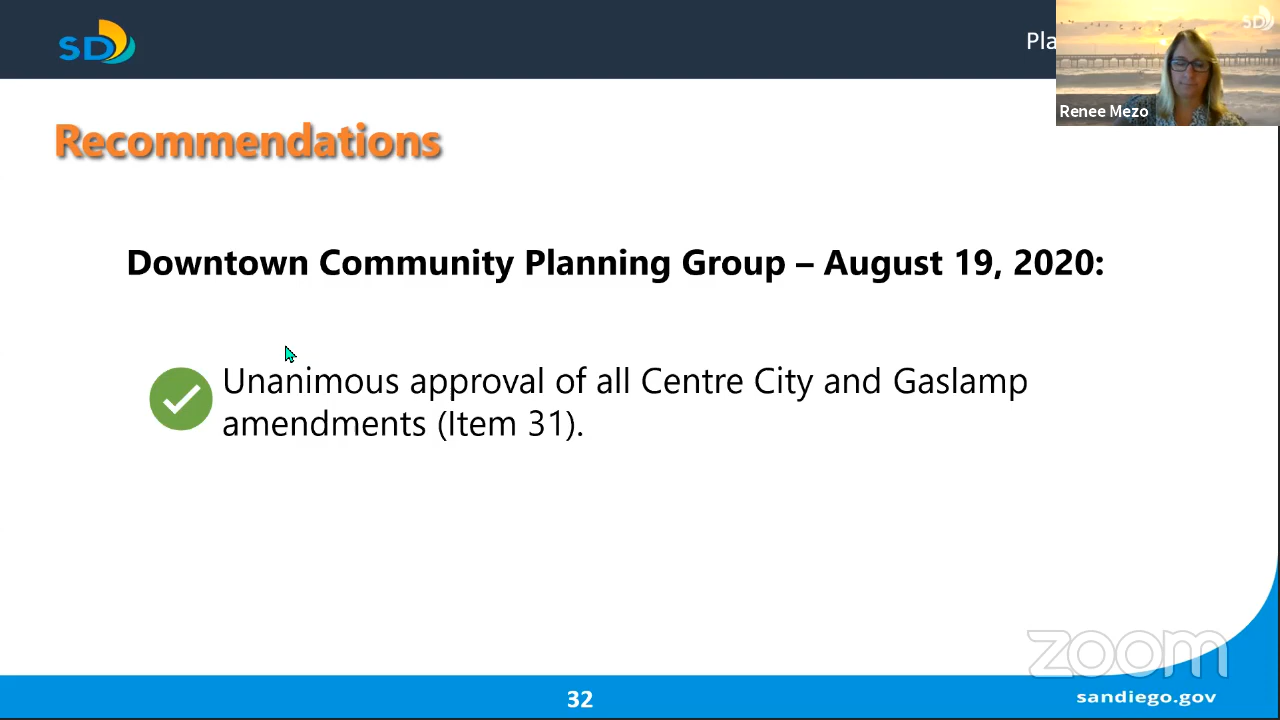 SD
Pla
SD
Renee Mezo
Recommendations
Downtown Community Planning Group – August 19, 2020:
Unanimous approval of all Centre City and Gaslamp
amendments (Item 31).
zoom
32
sandiego.gov